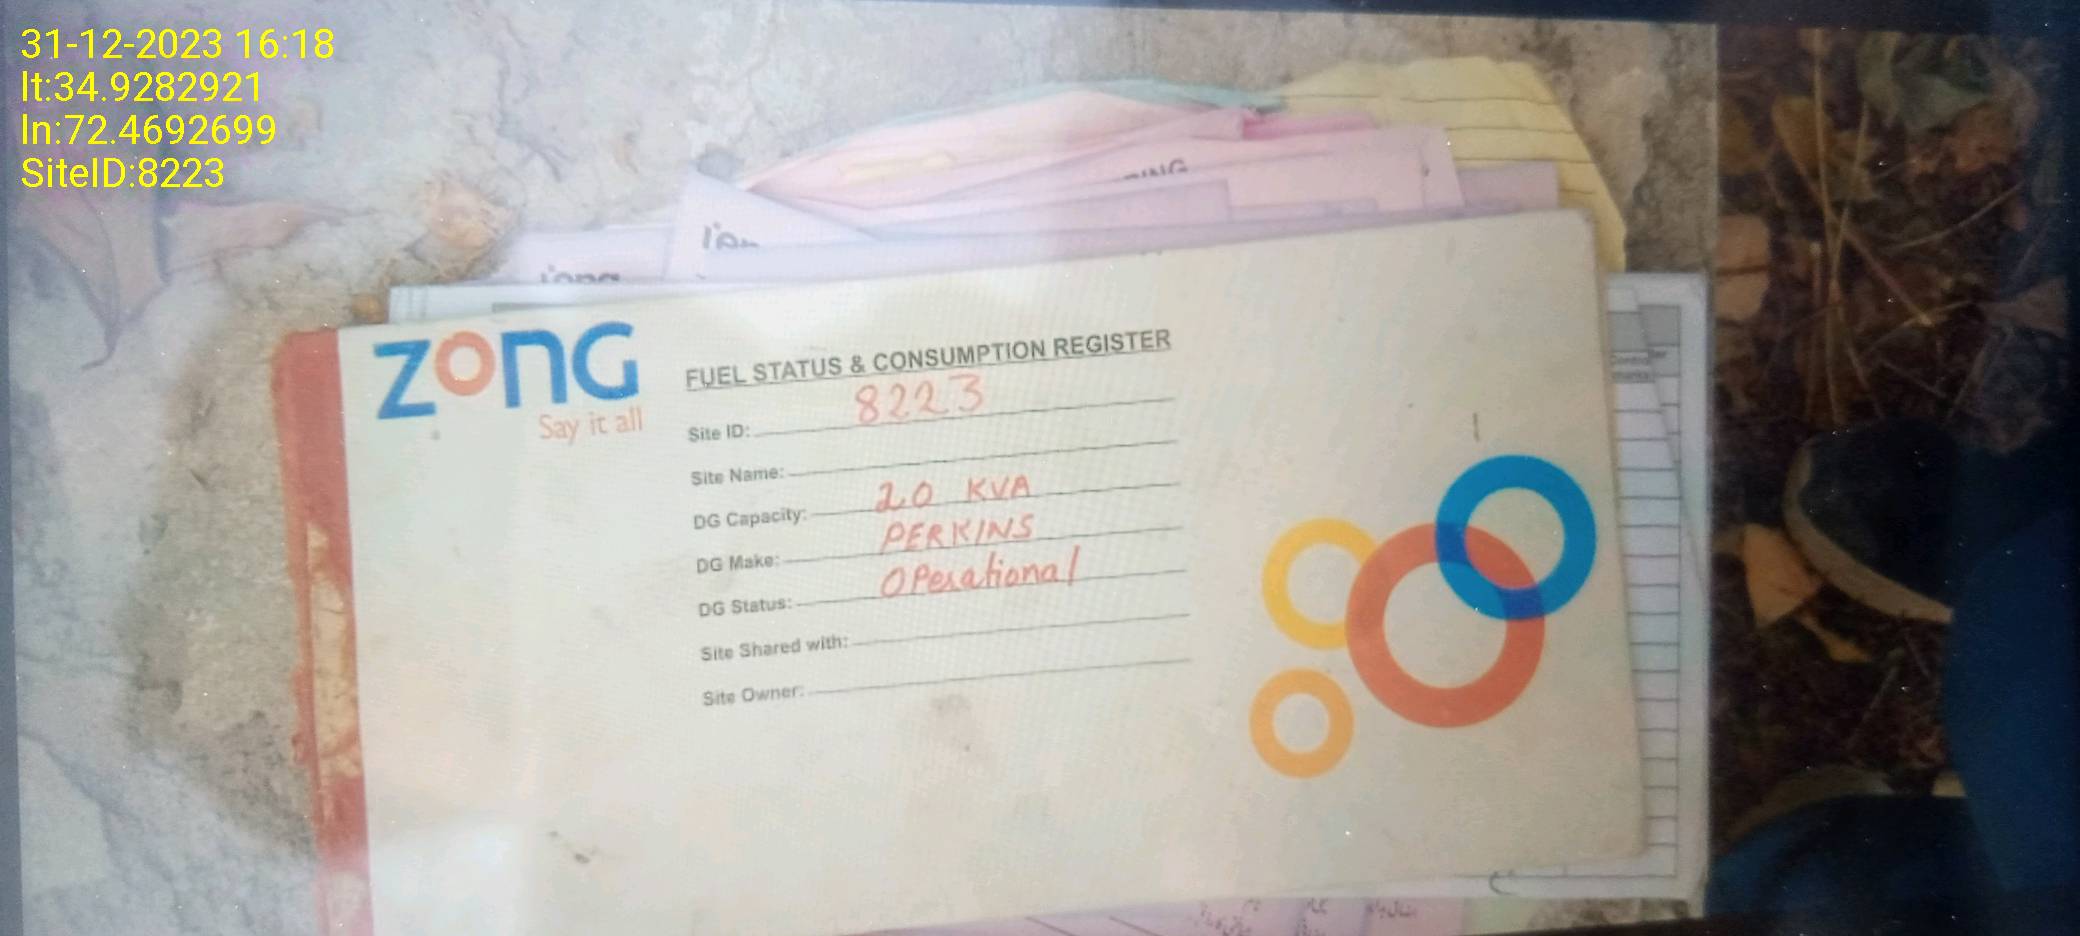 31-12-2023 16:18
lt:34.9282921
ln:72.4692699
SiteID:8223
ZONG
Say it all
FUEL STATUS & CONSUMPTION REGISTER
Site ID: 8223
Site Name:
DG Capacity: 20 KVA
DG Make: PERKINS
DG Status: Operational
Site Shared with:
Site Owner: